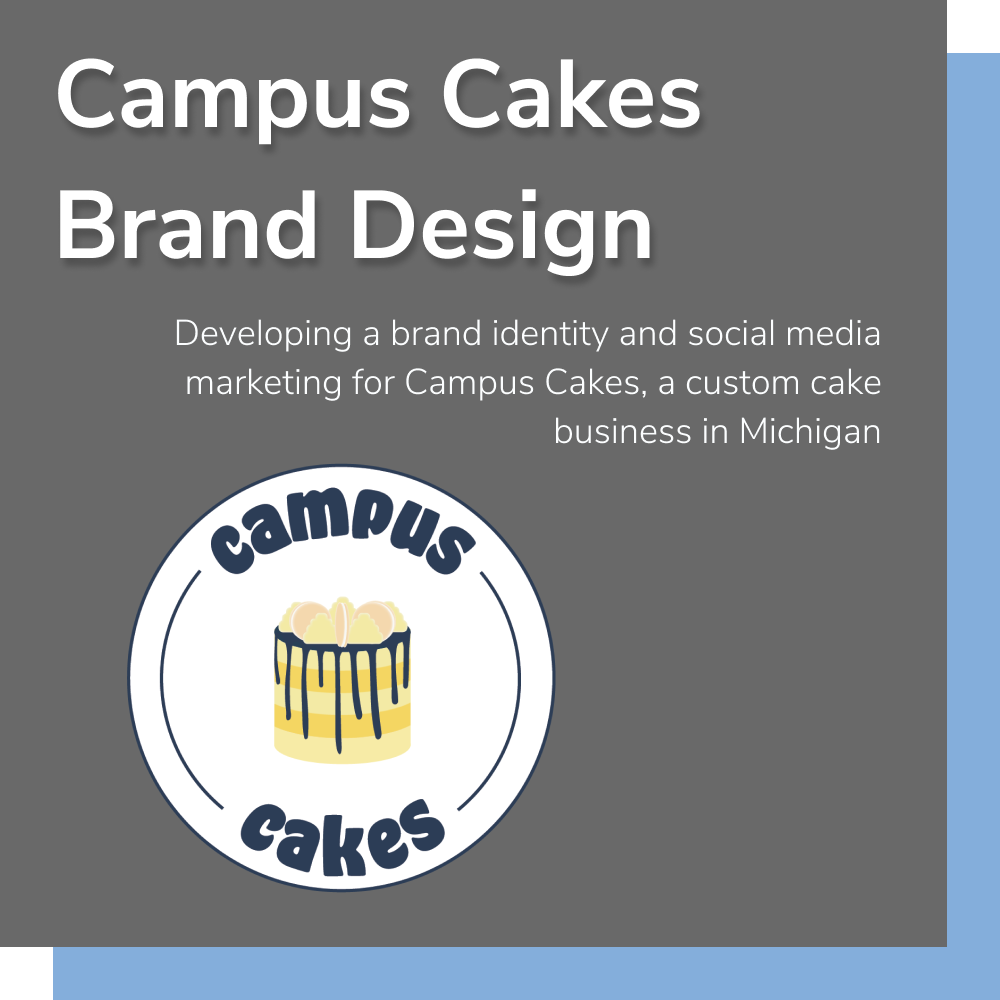 Campus Cakes
Brand Design
Developing a brand identity and social media
marketing for Campus Cakes, a custom cake
business in Michigan
campus
cakes